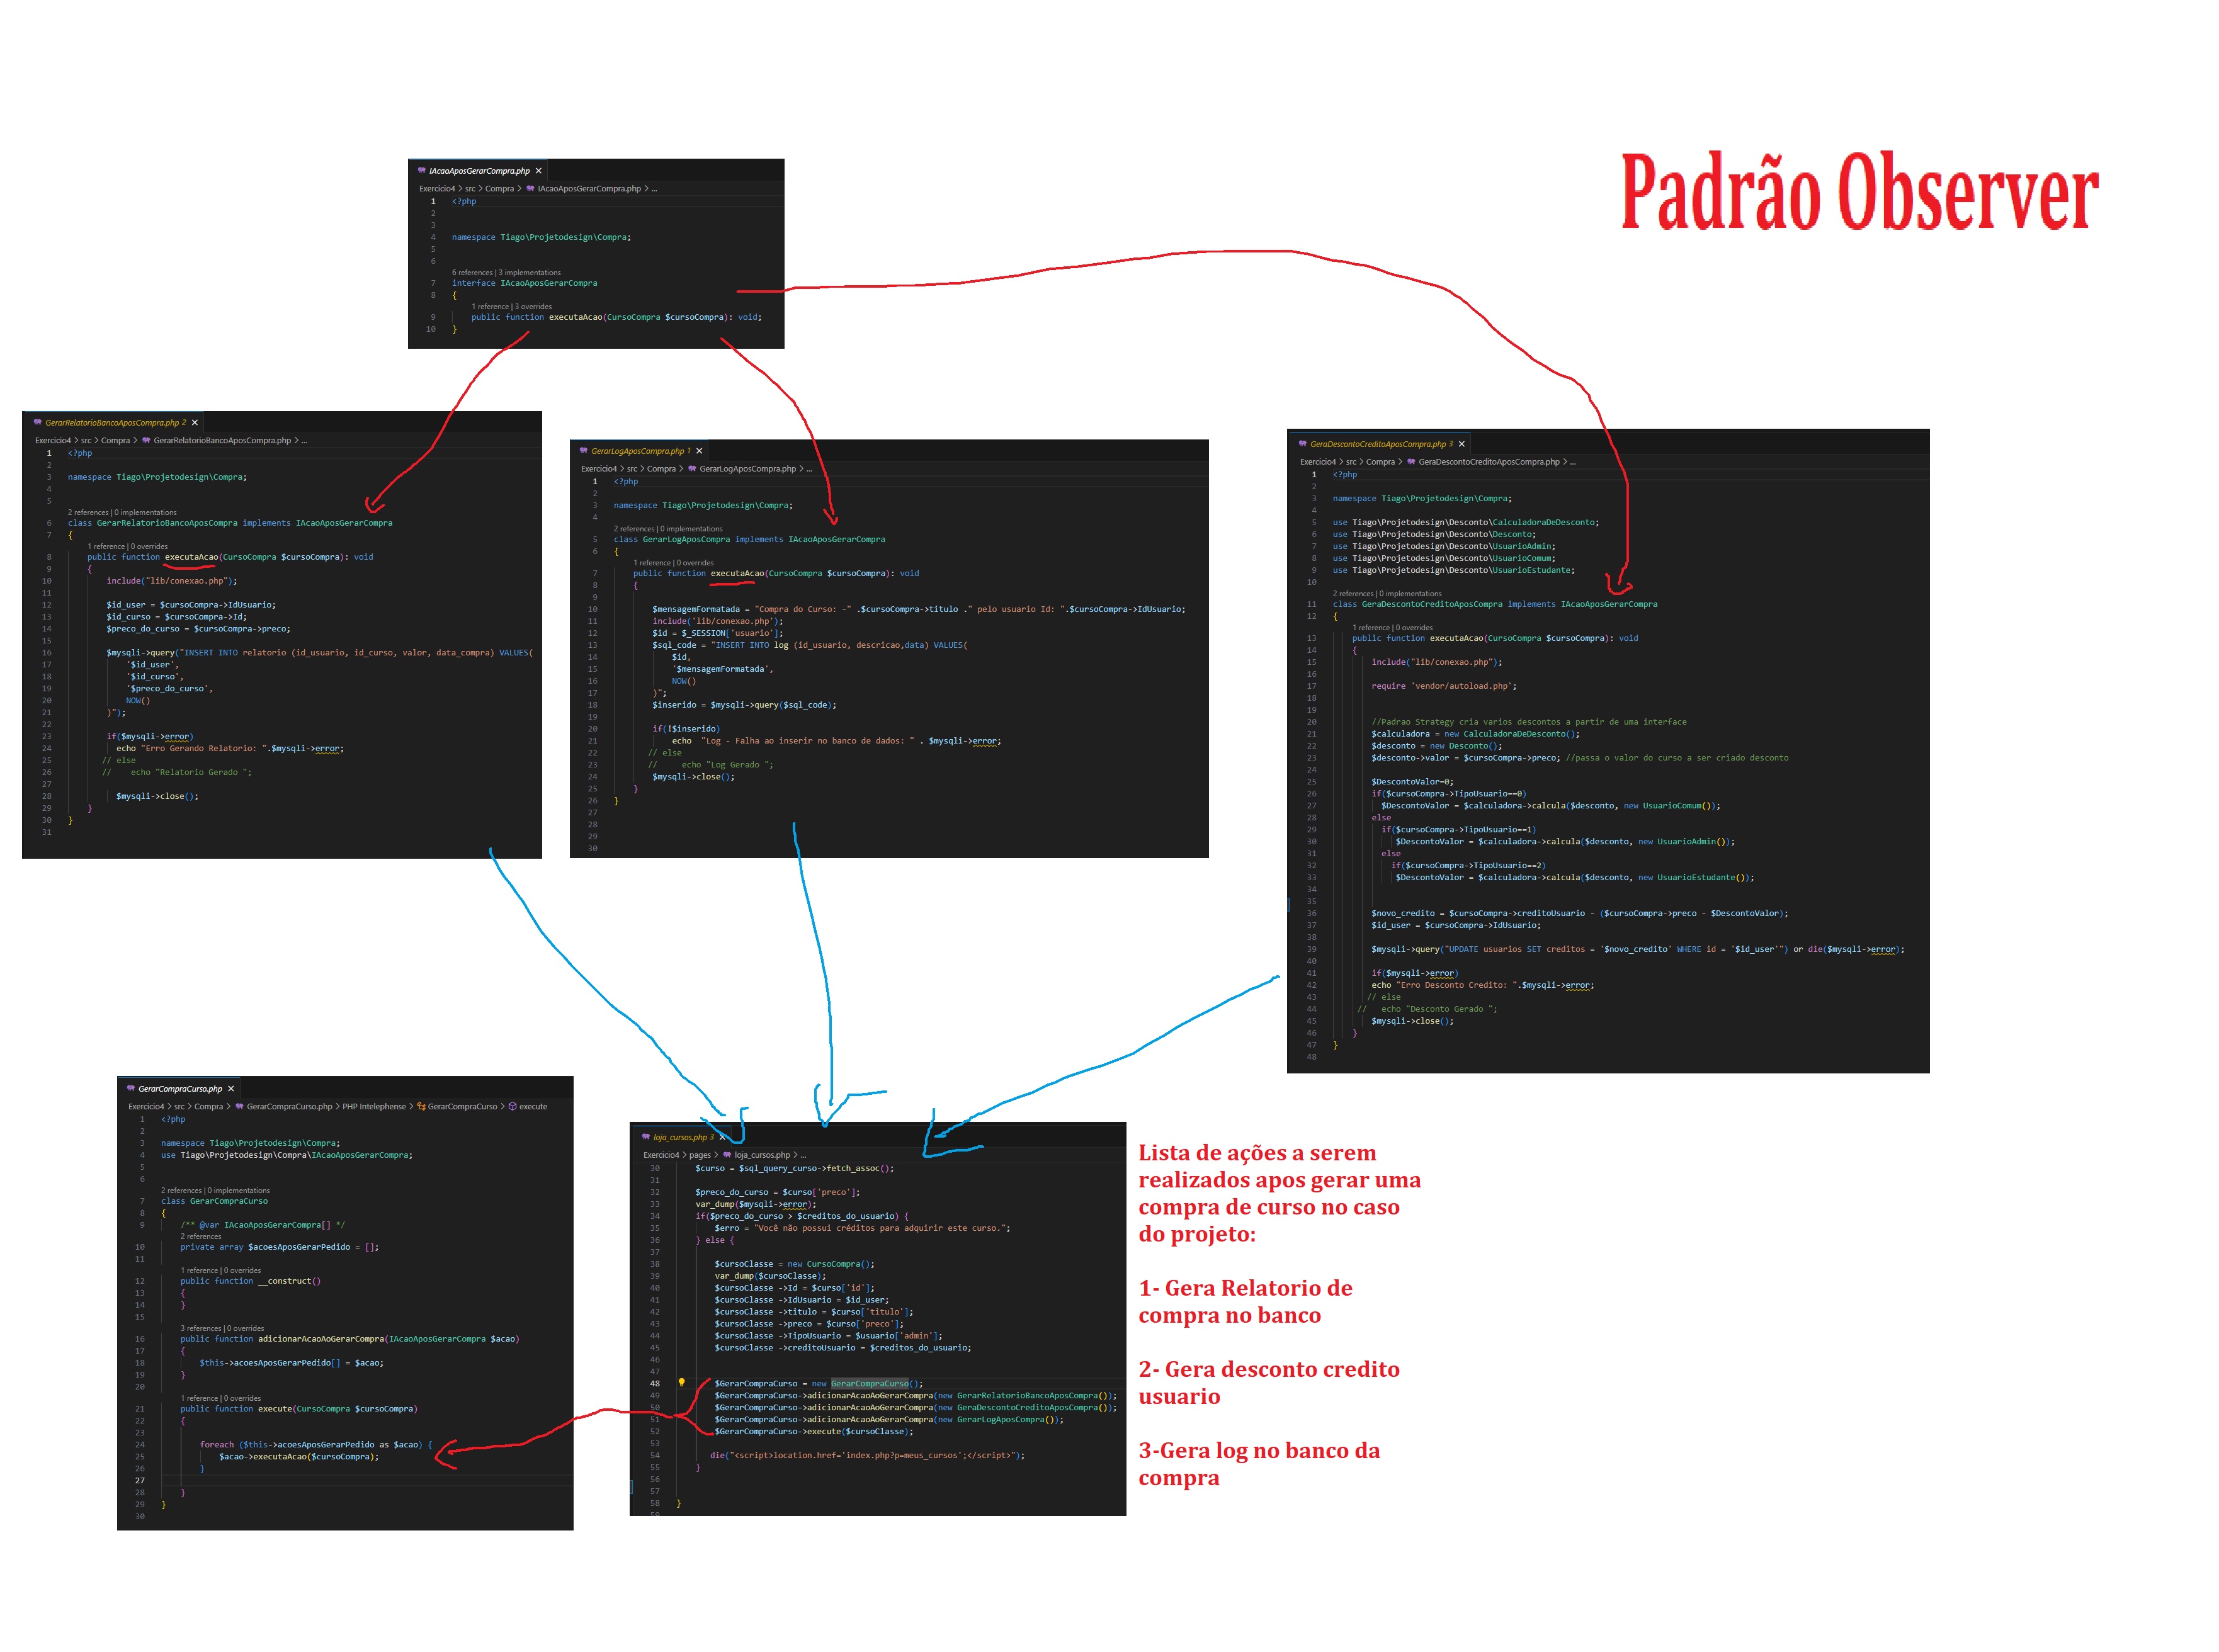 Padrão Observer
IAcaoAposGerarCompra.php
Exercicio4 > src > Compra > IAcaoAposGerarCompra.php > ...
1 <?php
2
3
4 namespace Tiago\Projetodesign\Compra;
5
6
6 references | 3 implementations
7 interface IAcaoAposGerarCompra
8 {
1 reference | 3 overrides
9 public function executaAcao(CursoCompra $cursoCompra): void;
10 }
GerarRelatorioBancoAposCompra.php 2
Exercicio4 > src > Compra > GerarRelatorioBancoAposCompra.php > ...
1 <?php
2
3 namespace Tiago\Projetodesign\Compra;
4
5
2 references | 0 implementations
6 class GerarRelatorioBancoAposCompra implements IAcaoAposGerarCompra
7 {
1 reference | 0 overrides
8 public function executaAcao(CursoCompra $cursoCompra): void
9 {
10 include("lib/conexao.php");
11
12 $id_user = $cursoCompra->IdUsuario;
13 $id_curso = $cursoCompra->Id;
14 $preco_do_curso = $cursoCompra->preco;
15
16 $mysqli->query("INSERT INTO relatorio (id_usuario, id_curso, valor, data_compra) VALUES(
17 '$id_user',
18 '$id_curso',
19 '$preco_do_curso',
20 NOW()
21 )");
22
23 if($mysqli->error)
24 echo "Erro Gerando Relatorio: ".$mysqli->error;
25 // else
26 // echo "Relatorio Gerado ";
27
28 $mysqli->close();
29 }
30 }
31
GerarLogAposCompra.php 1
Exercicio4 > src > Compra > GerarLogAposCompra.php > ...
1 <?php
2
3 namespace Tiago\Projetodesign\Compra;
4
2 references | 0 implementations
5 class GerarLogAposCompra implements IAcaoAposGerarCompra
6 {
1 reference | 0 overrides
7 public function executaAcao(CursoCompra $cursoCompra): void
8 {
9
10 $mensagemFormatada = "Compra do Curso: -" .$cursoCompra->titulo ." pelo usuario Id: ".$cursoCompra->IdUsuario;
11 include('lib/conexao.php');
12 $id = $_SESSION['usuario'];
13 $sql_code = "INSERT INTO log (id_usuario, descricao,data) VALUES(
14 $id,
15 '$mensagemFormatada',
16 NOW()
17 )";
18 $inserido = $mysqli->query($sql_code);
19
20 if(!$inserido)
21 echo "Log - Falha ao inserir no banco de dados: " . $mysqli->error;
22 // else
23 // echo "Log Gerado ";
24 $mysqli->close();
25 }
26 }
27
28
29
30
GeraDescontoCreditoAposCompra.php 3
Exercicio4 > src > Compra > GeraDescontoCreditoAposCompra.php > ...
1 <?php
2
3 namespace Tiago\Projetodesign\Compra;
4
5 use Tiago\Projetodesign\Desconto\CalculadoraDeDesconto;
6 use Tiago\Projetodesign\Desconto\Desconto;
7 use Tiago\Projetodesign\Desconto\UsuarioAdmin;
8 use Tiago\Projetodesign\Desconto\UsuarioComum;
9 use Tiago\Projetodesign\Desconto\UsuarioEstudante;
10
2 references | 0 implementations
11 class GeraDescontoCreditoAposCompra implements IAcaoAposGerarCompra
12 {
1 reference | 0 overrides
13 public function executaAcao(CursoCompra $cursoCompra): void
14 {
15 include("lib/conexao.php");
16
17 require 'vendor/autoload.php';
18
19
20 //Padrao Strategy cria varios descontos a partir de uma interface
21 $calculadora = new CalculadoraDeDesconto();
22 $desconto = new Desconto();
23 $desconto->valor = $cursoCompra->preco; //passa o valor do curso a ser criado desconto
24
25 $DescontoValor=0;
26 if($cursoCompra->TipoUsuario==0)
27 $DescontoValor = $calculadora->calcula($desconto, new UsuarioComum());
28 else
29 if($cursoCompra->TipoUsuario==1)
30 $DescontoValor = $calculadora->calcula($desconto, new UsuarioAdmin());
31 else
32 if($cursoCompra->TipoUsuario==2)
33 $DescontoValor = $calculadora->calcula($desconto, new UsuarioEstudante());
34
35
36 $novo_credito = $cursoCompra->creditoUsuario - ($cursoCompra->preco - $DescontoValor);
37 $id_user = $cursoCompra->IdUsuario;
38
39 $mysqli->query("UPDATE usuarios SET creditos = '$novo_credito' WHERE id = '$id_user'") or die($mysqli->error);
40
41 if($mysqli->error)
42 echo "Erro Desconto Credito: ".$mysqli->error;
43 // else
44 // echo "Desconto Gerado ";
45 $mysqli->close();
46 }
47 }
48
GerarCompraCurso.php
Exercicio4 > src > Compra > GerarCompraCurso.php > PHP Intelephense > GerarCompraCurso > execute
1 <?php
2
3 namespace Tiago\Projetodesign\Compra;
4 use Tiago\Projetodesign\Compra\IAcaoAposGerarCompra;
5
6
2 references | 0 implementations
7 class GerarCompraCurso
8 {
9 /** @var IAcaoAposGerarCompra[] */
2 references
10 private array $acoesAposGerarPedido = [];
11
1 reference | 0 overrides
12 public function __construct()
13 {
14 }
15
3 references | 0 overrides
16 public function adicionarAcaoAoGerarCompra(IAcaoAposGerarCompra $acao)
17 {
18 $this->acoesAposGerarPedido[] = $acao;
19 }
20
1 reference | 0 overrides
21 public function execute(CursoCompra $cursoCompra)
22 {
23
24 foreach ($this->acoesAposGerarPedido as $acao) {
25 $acao->executaAcao($cursoCompra);
26 }
27
28 }
29 }
30
loja_cursos.php 3
Exercicio4 > pages > loja_cursos.php > ...
30 $curso = $sql_query_curso->fetch_assoc();
31
32 $preco_do_curso = $curso['preco'];
33 var_dump($mysqli->error);
34 if($preco_do_curso > $creditos_do_usuario) {
35 $erro = "Você não possui créditos para adquirir este curso.";
36 } else {
37
38 $cursoClasse = new CursoCompra();
39 var_dump($cursoClasse);
40 $cursoClasse ->Id = $curso['id'];
41 $cursoClasse ->IdUsuario = $id_user;
42 $cursoClasse ->titulo = $curso['titulo'];
43 $cursoClasse ->preco = $curso['preco'];
44 $cursoClasse ->TipoUsuario = $usuario['admin'];
45 $cursoClasse ->creditoUsuario = $creditos_do_usuario;
46
47
48 $GerarCompraCurso = new GerarCompraCurso();
49 $GerarCompraCurso->adicionarAcaoAoGerarCompra(new GerarRelatorioBancoAposCompra());
50 $GerarCompraCurso->adicionarAcaoAoGerarCompra(new GeraDescontoCreditoAposCompra());
51 $GerarCompraCurso->adicionarAcaoAoGerarCompra(new GerarLogAposCompra());
52 $GerarCompraCurso->execute($cursoClasse);
53
54 die("<script>location.href='index.php?p=meus_cursos';</script>");
55 }
56
57
58 }
59
Lista de ações a serem
realizados apos gerar uma
compra de curso no caso
do projeto:
1- Gera Relatorio de
compra no banco
2- Gera desconto credito
usuario
3-Gera log no banco da
compra